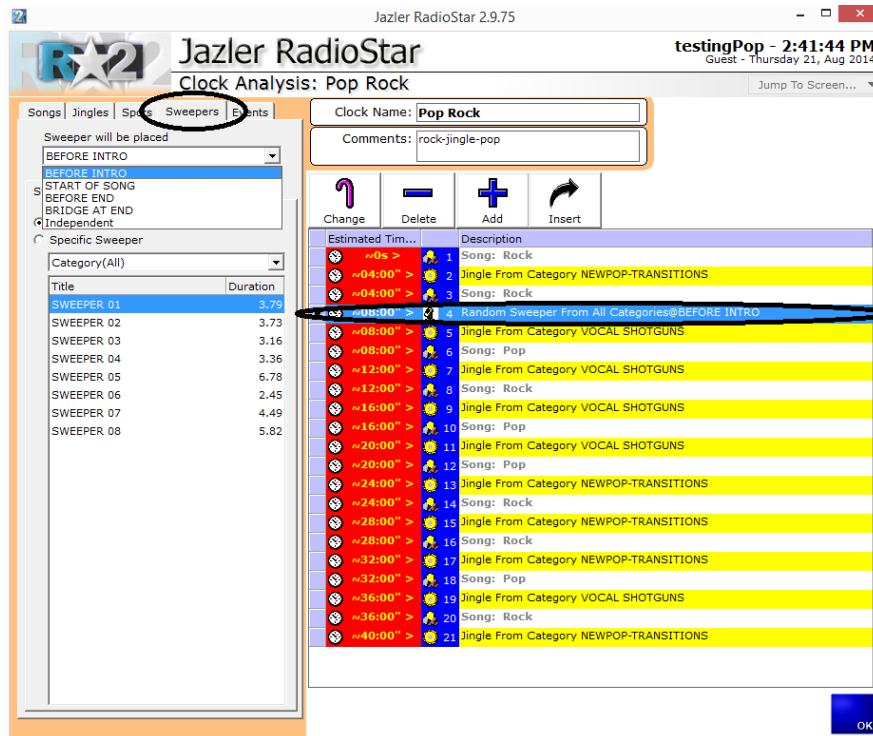 Jazler RadioStar 2.9.75
Jazler RadioStar
testingPop - 2:41:44 PM
Guest - Thursday 21, Aug 2014
Clock Analysis: Pop Rock
Jump To Screen...
Songs Jingles Spots Sweepers Events
Sweeper will be placed
BEFORE INTRO
BEFORE INTRO
START OF SONG
BEFORE END
BRIDGE AT END
Independent
Specific Sweeper
Category(All)
Title Duration
SWEEPER 01 3.79
SWEEPER 02 3.73
SWEEPER 03 3.16
SWEEPER 04 3.36
SWEEPER 05 6.78
SWEEPER 06 2.45
SWEEPER 07 4.49
SWEEPER 08 5.82
Clock Name: Pop Rock
Comments: rock-jingle-pop
Change Delete Add Insert
Estimated Tim... Description
~0s > 1 Song: Rock
~04:00" > 2 Jingle From Category NEWPOP-TRANSITIONS
~04:00" > 3 Song: Rock
~08:00" > 4 Random Sweeper From All Categories@BEFORE INTRO
~08:00" > 5 Jingle From Category VOCAL SHOTGUNS
~08:00" > 6 Song: Pop
~12:00" > 7 Jingle From Category VOCAL SHOTGUNS
~12:00" > 8 Song: Rock
~16:00" > 9 Jingle From Category VOCAL SHOTGUNS
~16:00" > 10 Song: Pop
~20:00" > 11 Jingle From Category VOCAL SHOTGUNS
~20:00" > 12 Song: Pop
~24:00" > 13 Jingle From Category NEWPOP-TRANSITIONS
~24:00" > 14 Song: Rock
~28:00" > 15 Jingle From Category NEWPOP-TRANSITIONS
~28:00" > 16 Song: Rock
~32:00" > 17 Jingle From Category NEWPOP-TRANSITIONS
~32:00" > 18 Song: Pop
~36:00" > 19 Jingle From Category VOCAL SHOTGUNS
~36:00" > 20 Song: Rock
~40:00" > 21 Jingle From Category NEWPOP-TRANSITIONS
OK